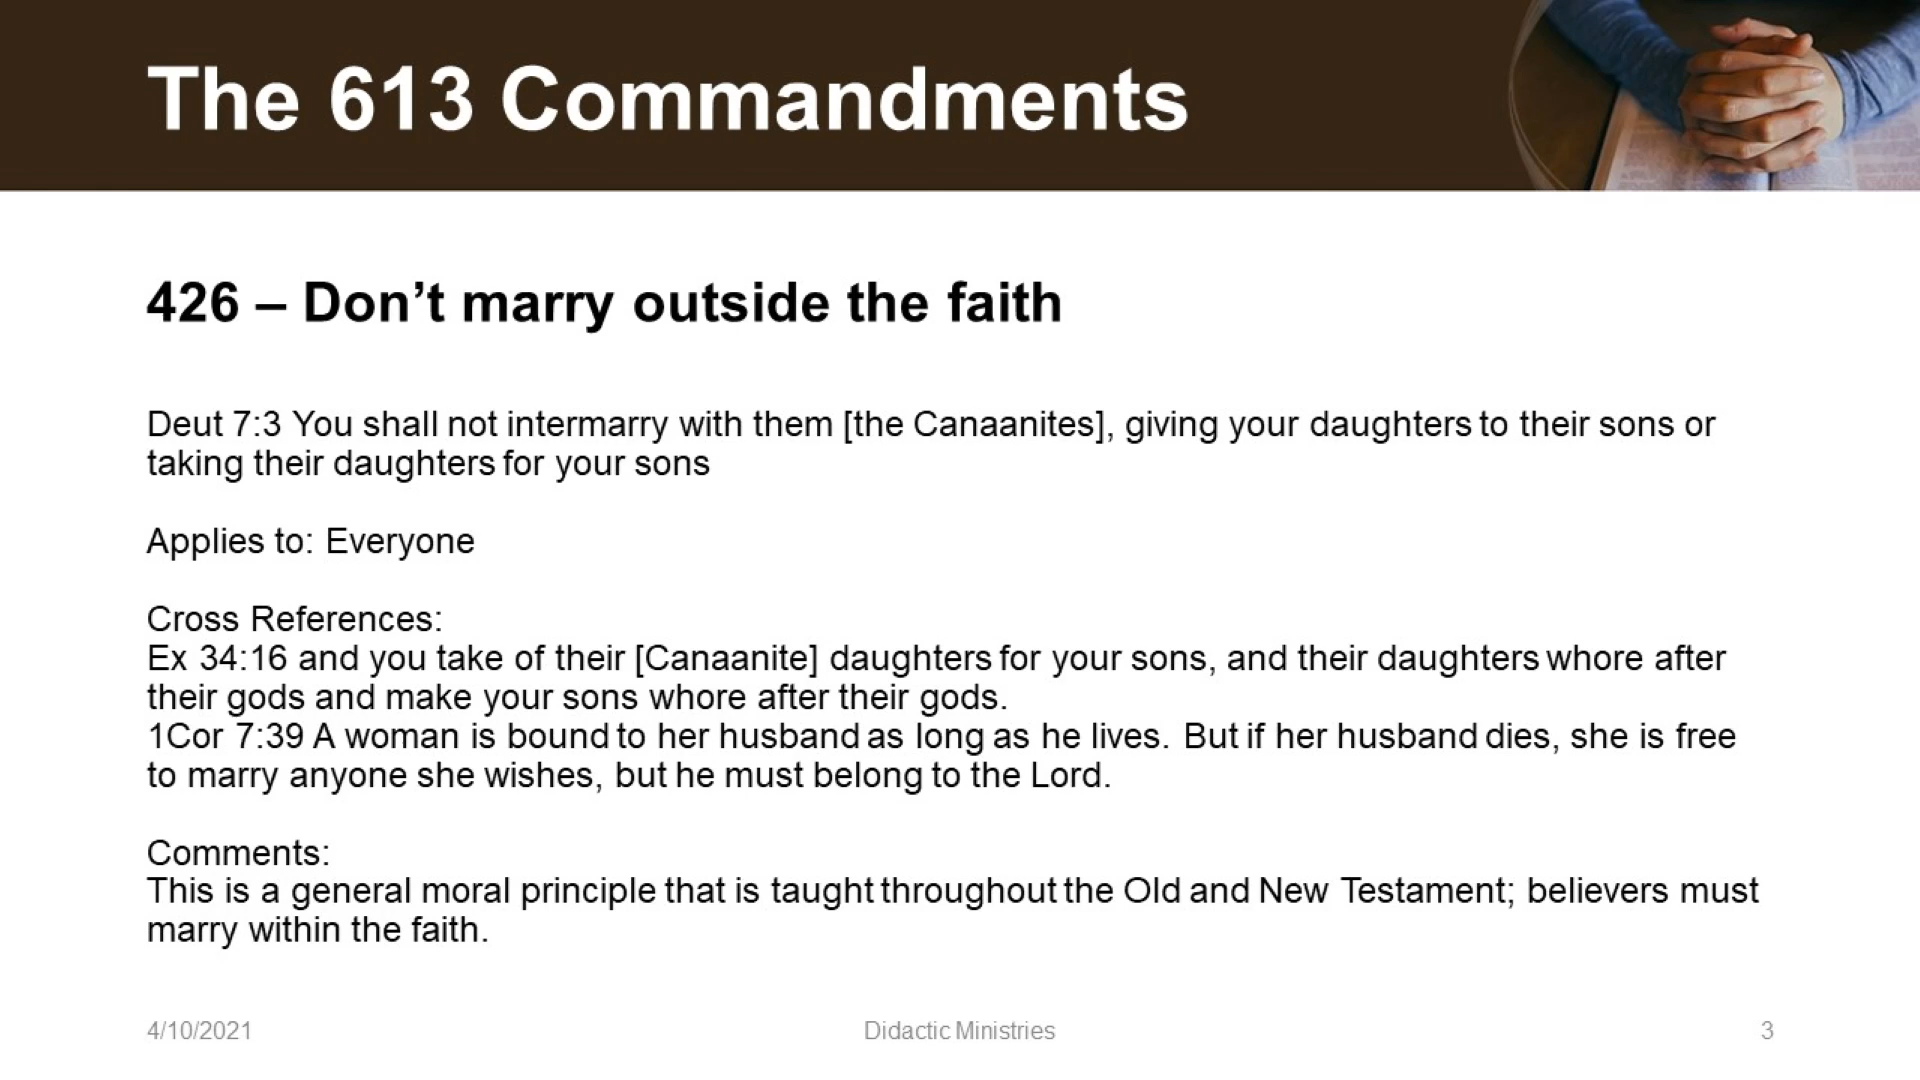 The 613 Commandments
426 – Don’t marry outside the faith
Deut 7:3 You shall not intermarry with them [the Canaanites], giving your daughters to their sons or
taking their daughters for your sons
Applies to: Everyone
Cross References:
Ex 34:16 and you take of their [Canaanite] daughters for your sons, and their daughters whore after
their gods and make your sons whore after their gods.
1Cor 7:39 A woman is bound to her husband as long as he lives. But if her husband dies, she is free
to marry anyone she wishes, but he must belong to the Lord.
Comments:
This is a general moral principle that is taught throughout the Old and New Testament; believers must
marry within the faith.
4/10/2021
Didactic Ministries
3